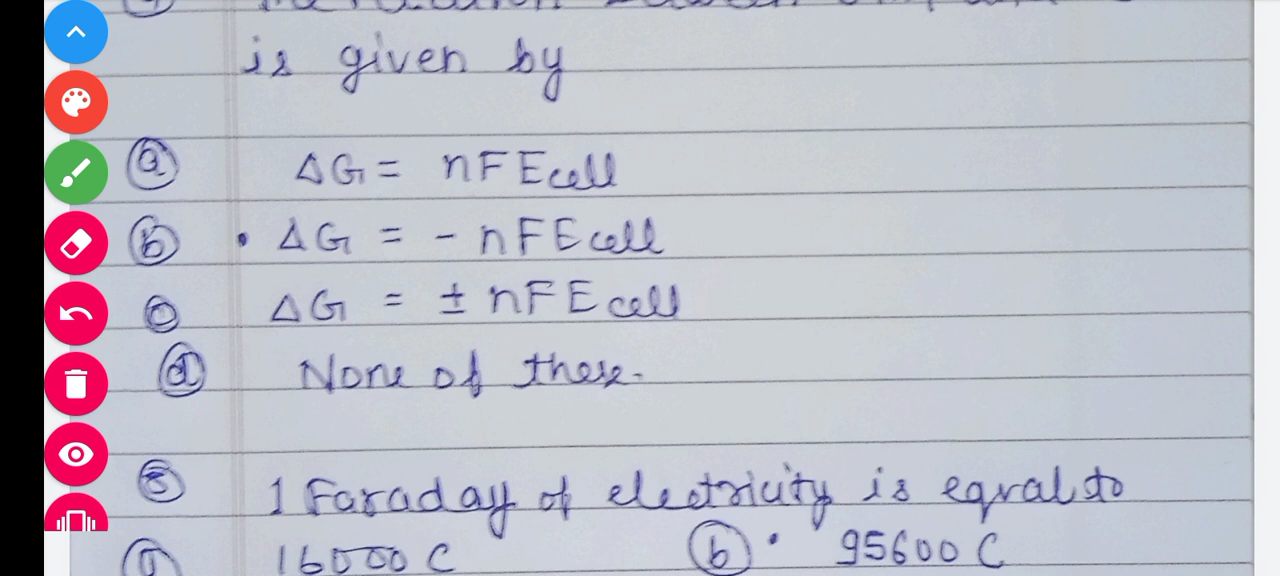 is given by
(a) ΔG = nFEcell
(b) • ΔG = - nFEcell
(c) ΔG = ± nFEcell
(d) None of these.
(5) 1 Faraday of electricity is eqral to
(a) 16000 C (b) • 95600 C